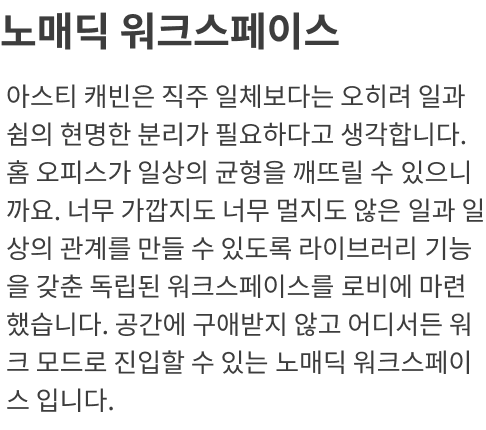 노매딕 워크스페이스
아스티 캐빈은 직주 일체보다는 오히려 일과
쉼의 현명한 분리가 필요하다고 생각합니다.
홈 오피스가 일상의 균형을 깨뜨릴 수 있으니
까요. 너무 가깝지도 너무 멀지도 않은 일과 일
상의 관계를 만들 수 있도록 라이브러리 기능
을 갖춘 독립된 워크스페이스를 로비에 마련
했습니다. 공간에 구애받지 않고 어디서든 워
크 모드로 진입할 수 있는 노매딕 워크스페이
스 입니다.